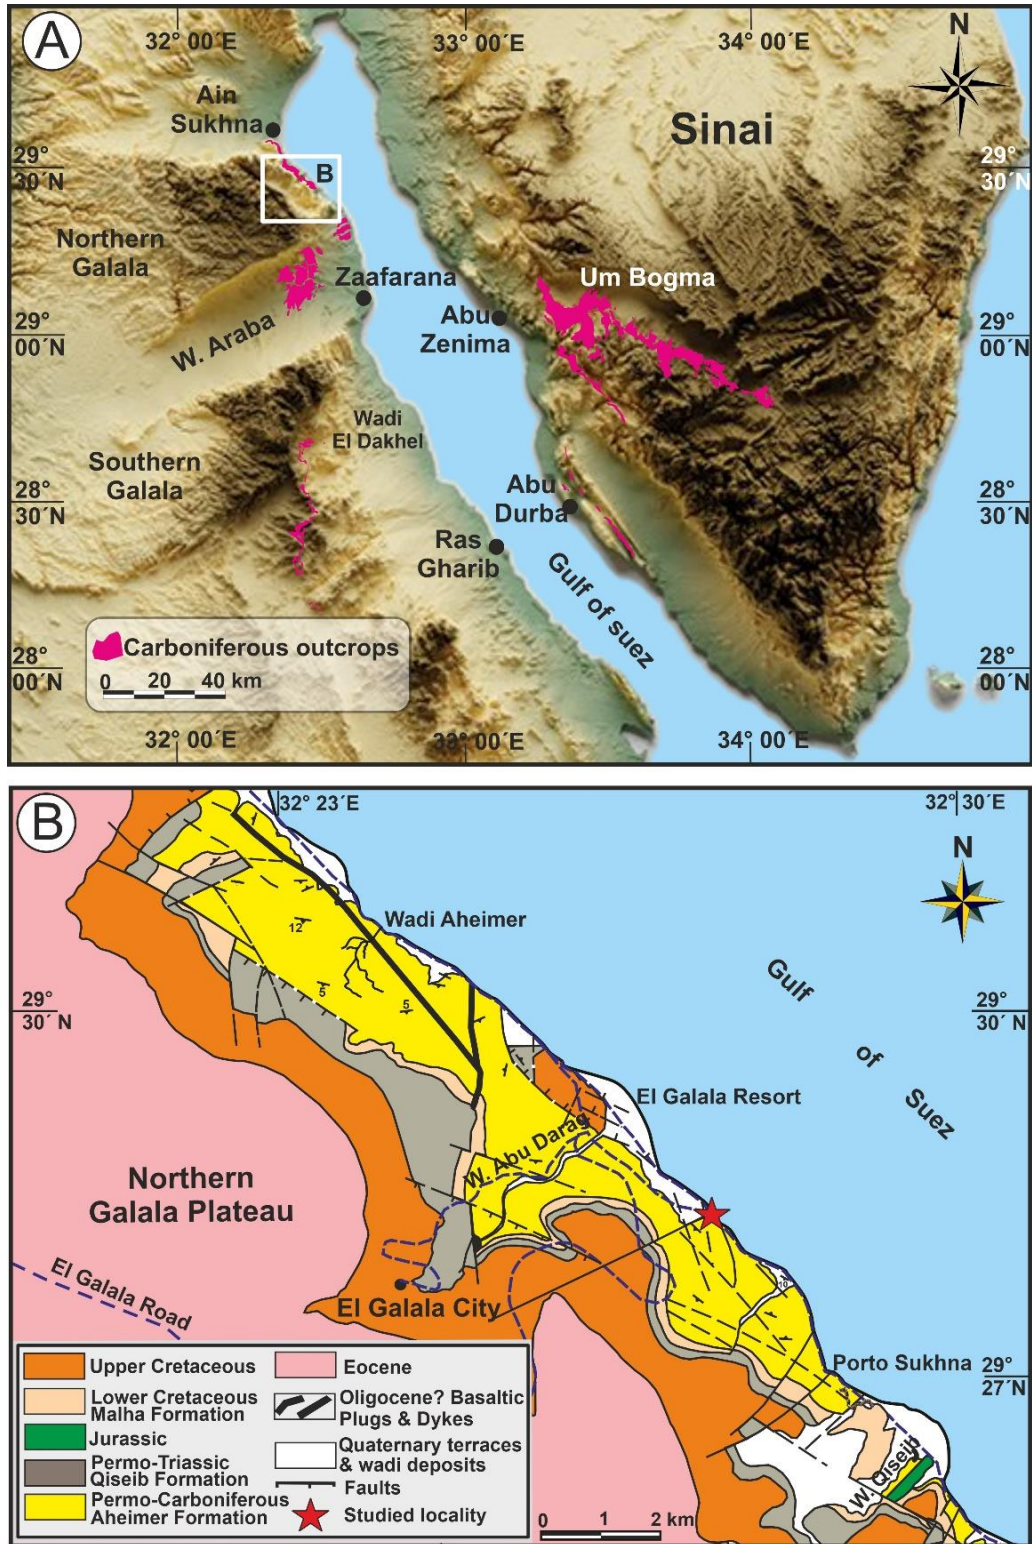 A
32° 00´E
33° 00´E
34° 00´E
N
Ain
Sukhna
Sinai
29°
30´N
29°
30´N
B
Northern
Galala
Zaafarana
Um Bogma
Abu
Zenima
29°
00´N
29°
00´N
W. Araba
Wadi
El Dakhel
Southern
Galala
28°
30´N
28°
30´N
Abu
Durba
Ras
Gharib
Gulf of suez
Carboniferous outcrops
0 20 40 km
28°
00´N
28°
00´N
32° 00´E
33° 00´E
34° 00´E
B
32° 23´E
32° 30´E
N
Wadi Aheimer
12
5
5
Gulf
of
Suez
29°
30´ N
29°
30´ N
El Galala Resort
W. Abu Darag
Northern
Galala Plateau
El Galala Road
El Galala City
10
Porto Sukhna
29°
27´N
W. Qiseib
Upper Cretaceous
Lower Cretaceous
Malha Formation
Jurassic
Permo-Triassic
Qiseib Formation
Permo-Carboniferous
Aheimer Formation
Eocene
Oligocene? Basaltic
Plugs & Dykes
Quaternary terraces
& wadi deposits
Faults
Studied locality
0 1 2 km